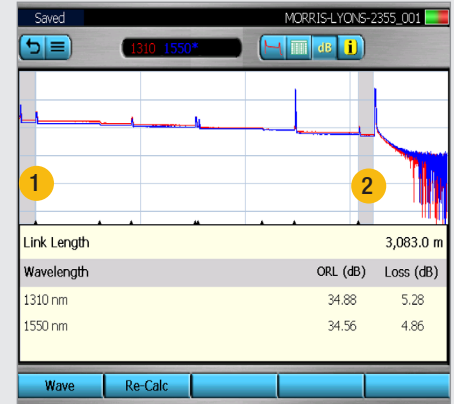 Saved MORRIS-LYONS-2355_001
1310 1550* dB i
1 2
Link Length 3,083.0 m
Wavelength ORL (dB) Loss (dB)
1310 nm 34.88 5.28
1550 nm 34.56 4.86
Wave Re-Calc